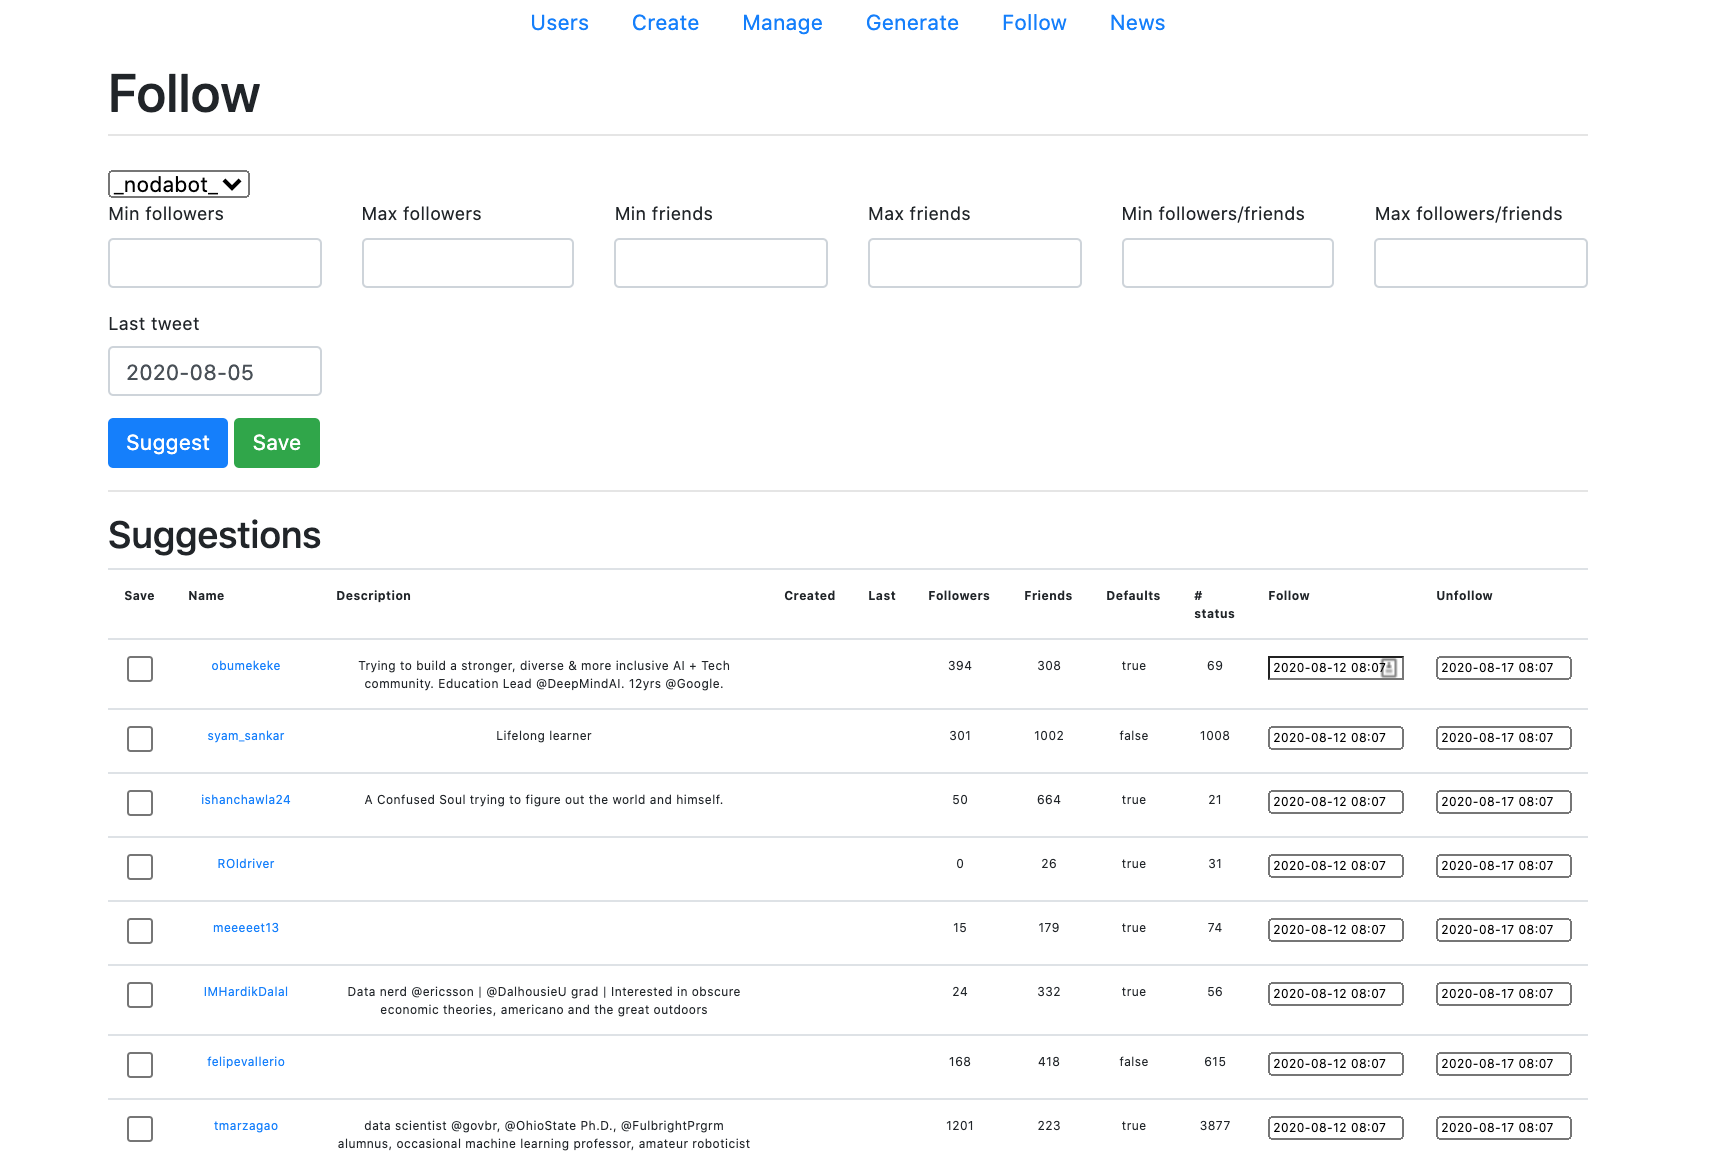 Users Create Manage Generate Follow News
Follow
_nodabot_
Min followers Max followers Min friends Max friends Min followers/friends Max followers/friends
Last tweet
2020-08-05
Suggest Save
Suggestions
Save Name Description Created Last Followers Friends Defaults # status Follow Unfollow
obumekeke Trying to build a stronger, diverse & more inclusive AI + Tech 394 308 true 69 2020-08-12 08:07 2020-08-17 08:07
community. Education Lead @DeepMindAI. 12yrs @Google.
syam_sankar Lifelong learner 301 1002 false 1008 2020-08-12 08:07 2020-08-17 08:07
ishanchawla24 A Confused Soul trying to figure out the world and himself. 50 664 true 21 2020-08-12 08:07 2020-08-17 08:07
ROIdriver 0 26 true 31 2020-08-12 08:07 2020-08-17 08:07
meeeeet13 15 179 true 74 2020-08-12 08:07 2020-08-17 08:07
IMHardikDalal Data nerd @ericsson | @DalhousieU grad | Interested in obscure 24 332 true 56 2020-08-12 08:07 2020-08-17 08:07
economic theories, americano and the great outdoors
felipevallerio 168 418 false 615 2020-08-12 08:07 2020-08-17 08:07
tmarzagao data scientist @govbr, @OhioState Ph.D., @FulbrightPrgrm 1201 223 true 3877 2020-08-12 08:07 2020-08-17 08:07
alumnus, occasional machine learning professor, amateur roboticist